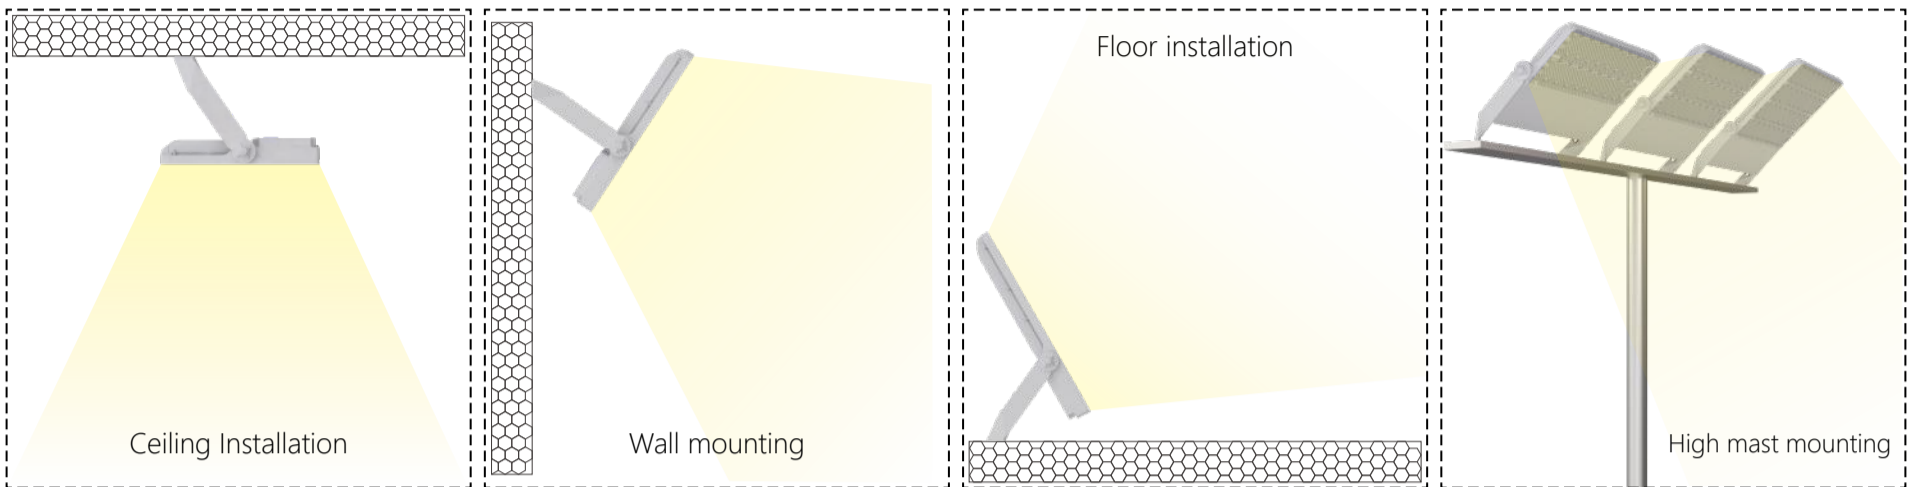 Ceiling Installation
Wall mounting
Floor installation
High mast mounting